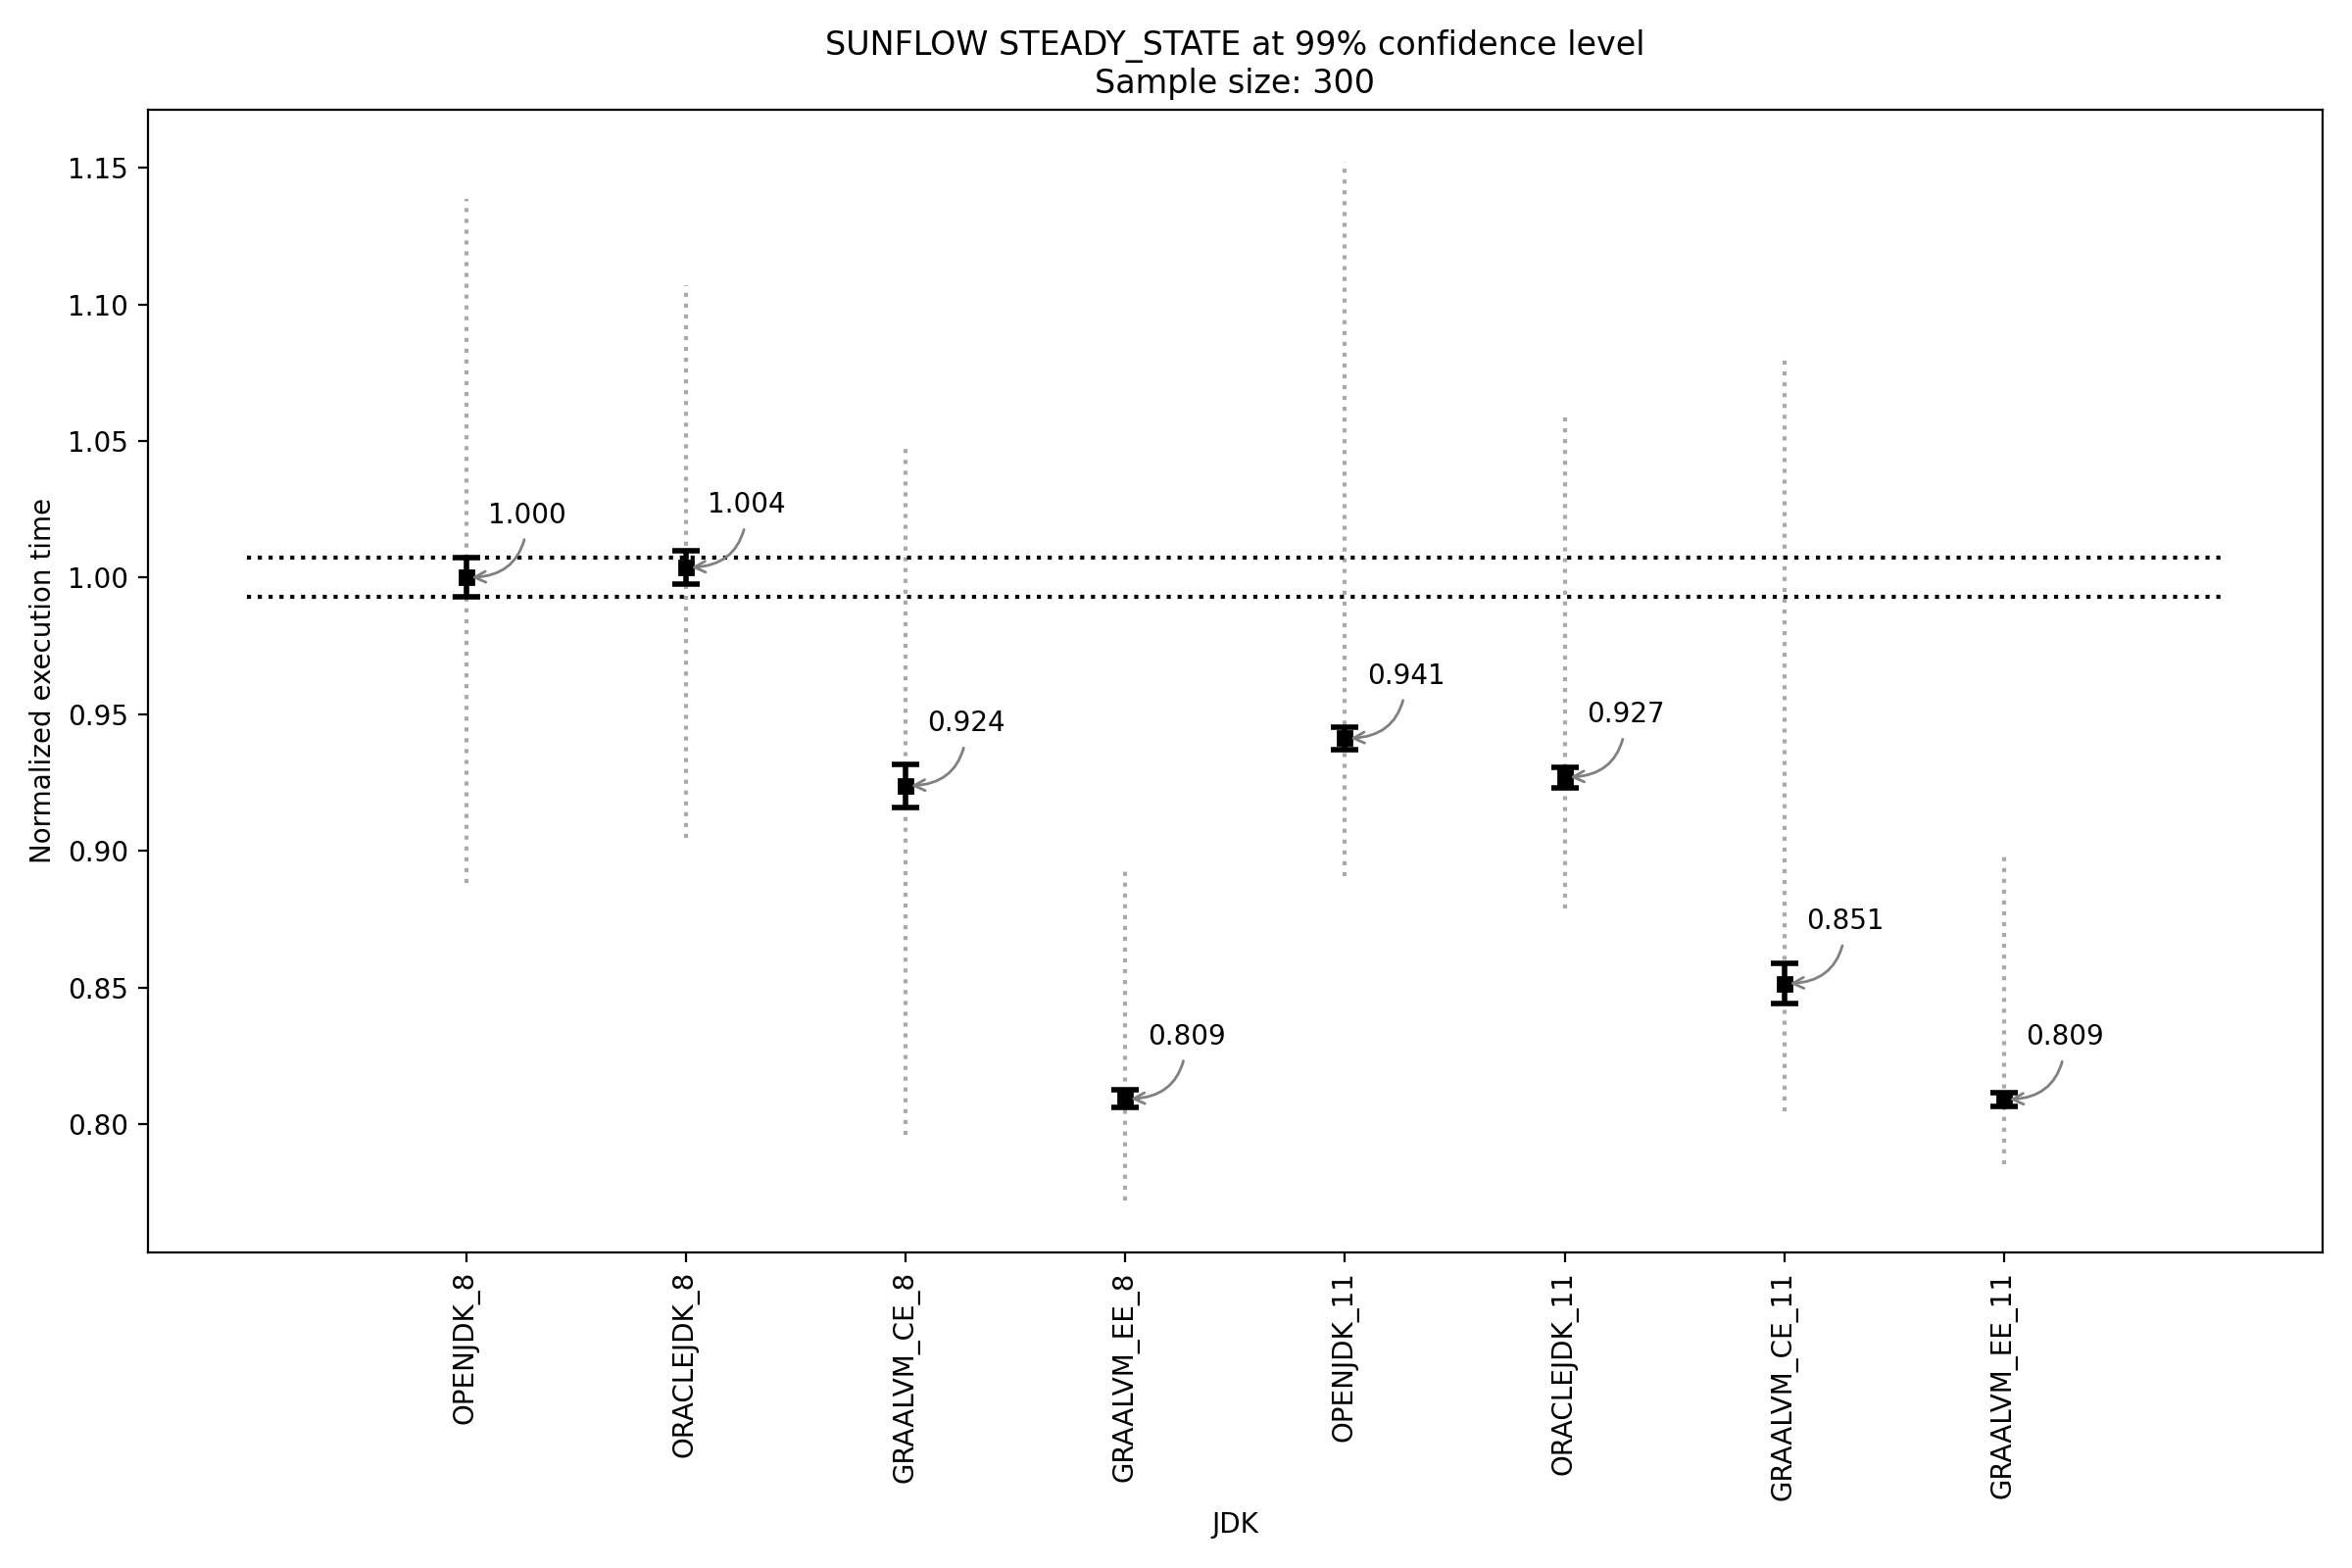 SUNFLOW STEADY_STATE at 99% confidence level
Sample size: 300
Normalized execution time
1.15
1.10
1.05
1.00
0.95
0.90
0.85
0.80
1.000
1.004
0.924
0.809
0.941
0.927
0.851
0.809
OPENJDK_8
ORACLEJDK_8
GRAALVM_CE_8
GRAALVM_EE_8
OPENJDK_11
ORACLEJDK_11
GRAALVM_CE_11
GRAALVM_EE_11
JDK